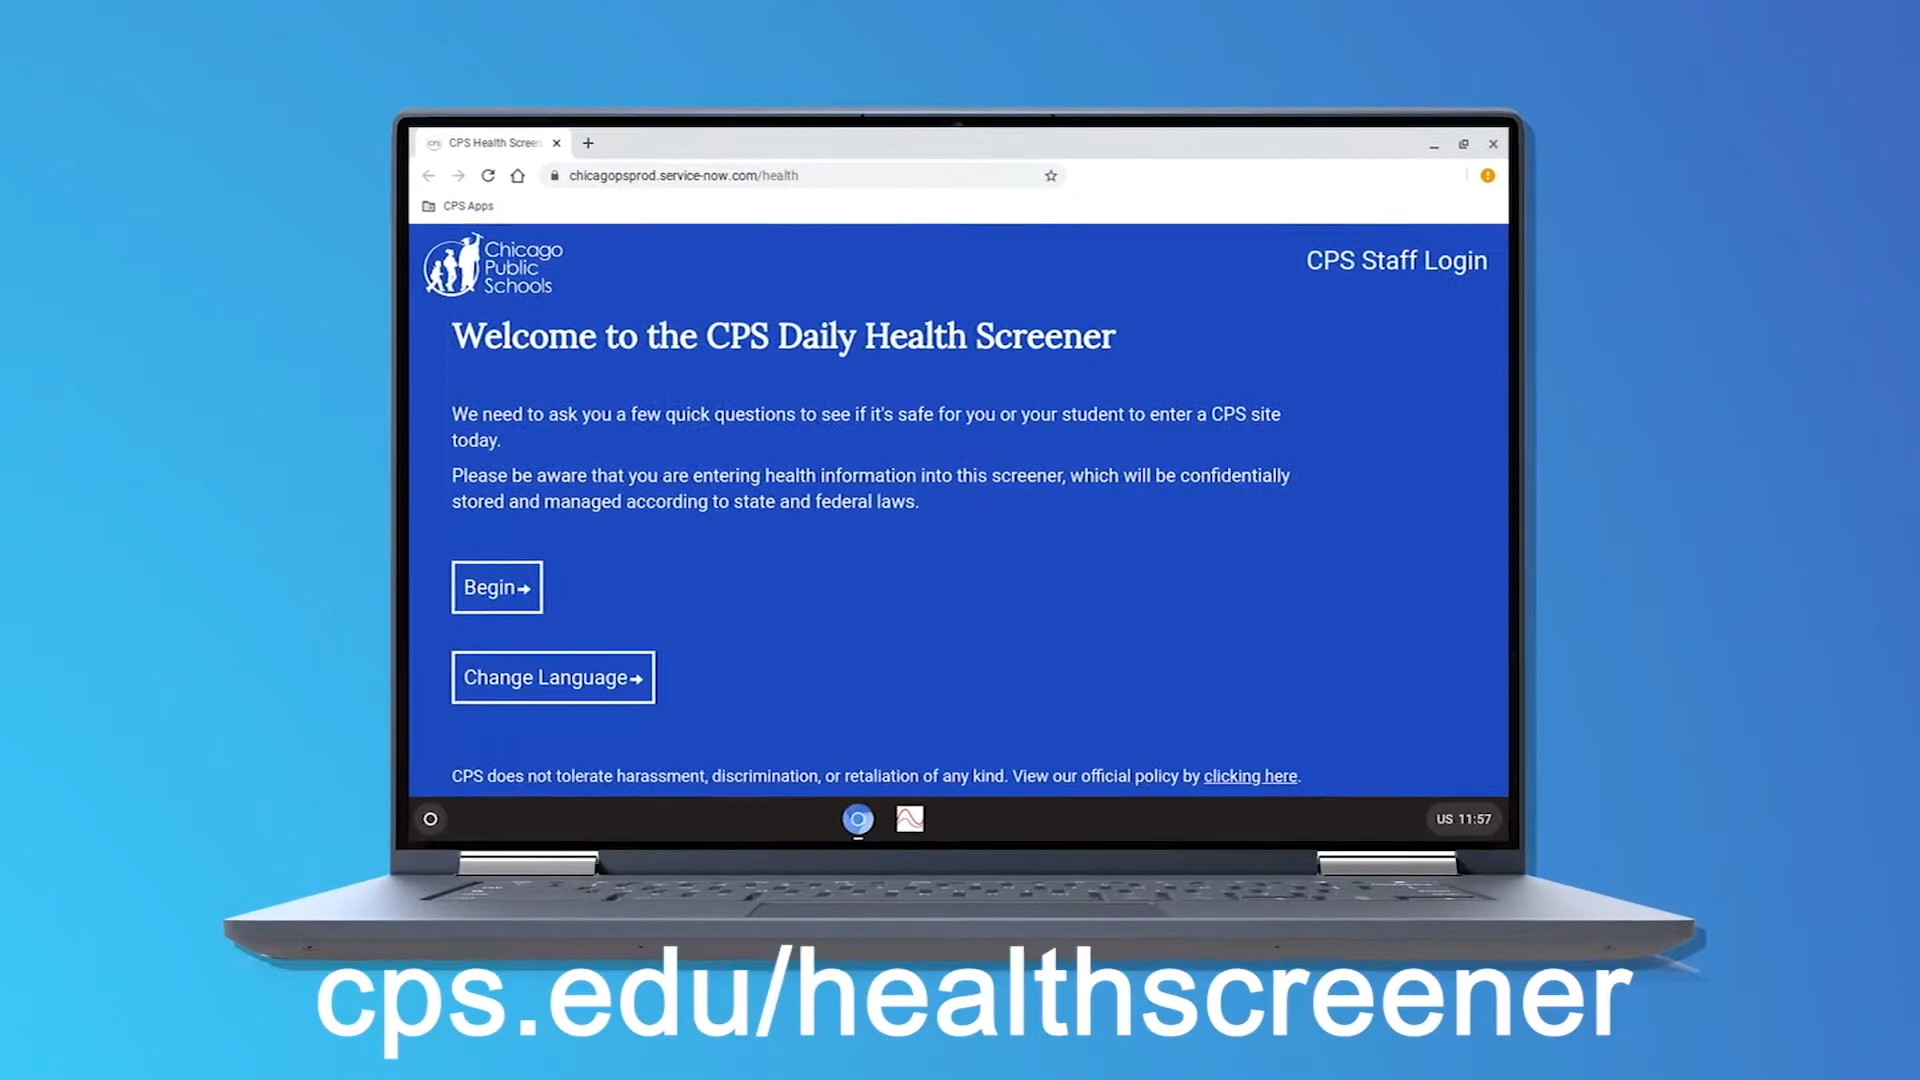 CPS Health Screen
chicagopsprod.service-now.com/health
CPS Apps
Chicago
Public
Schools
CPS Staff Login
Welcome to the CPS Daily Health Screener
We need to ask you a few quick questions to see if it's safe for you or your student to enter a CPS site
today.
Please be aware that you are entering health information into this screener, which will be confidentially
stored and managed according to state and federal laws.
Begin→
Change Language→
CPS does not tolerate harassment, discrimination, or retaliation of any kind. View our official policy by clicking here.
US 11:57
cps.edu/healthscreener